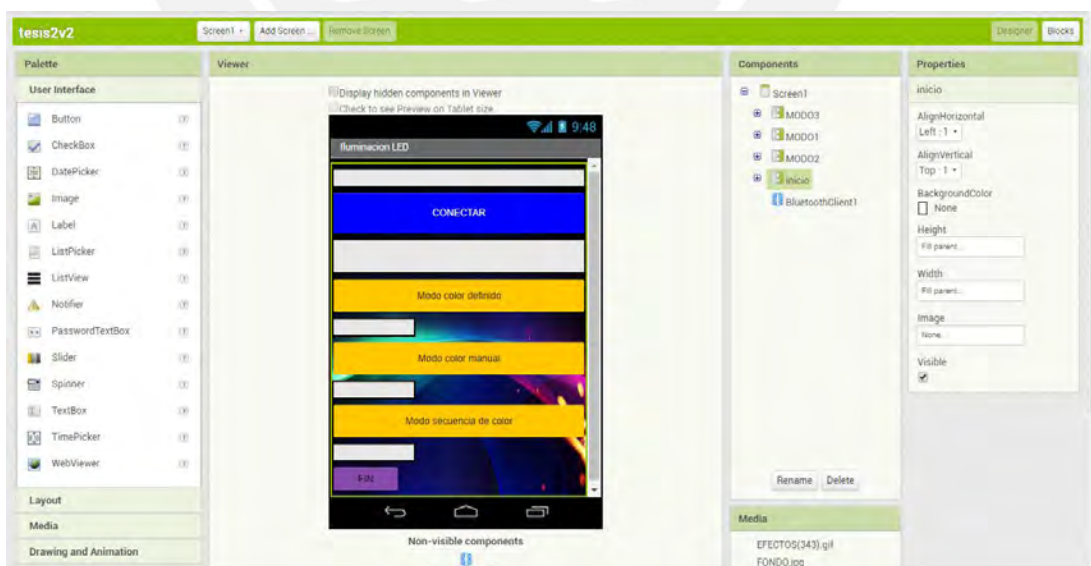 tesis2v2
Screen1
Add Screen ...
Remove Screen
Designer
Blocks
Palette
User Interface
Button
CheckBox
DatePicker
Image
Label
ListPicker
ListView
Notifier
PasswordTextBox
Slider
Spinner
TextBox
TimePicker
WebViewer
Layout
Media
Drawing and Animation
Viewer
Display hidden components in Viewer
Check to see Preview on Tablet size.
9:48
Iluminacion LED
CONECTAR
Modo color definido
Modo color manual
Modo secuencia de color
FIN
Non-visible components
Components
Screen1
MODO3
MODO1
MODO2
inicio
BluetoothClient1
Rename
Delete
Media
EFECTOS(343).gif
FONDO.jpg
Properties
inicio
AlignHorizontal
Left : 1
AlignVertical
Top : 1
BackgroundColor
None
Height
Fill parent...
Width
Fill parent...
Image
None...
Visible